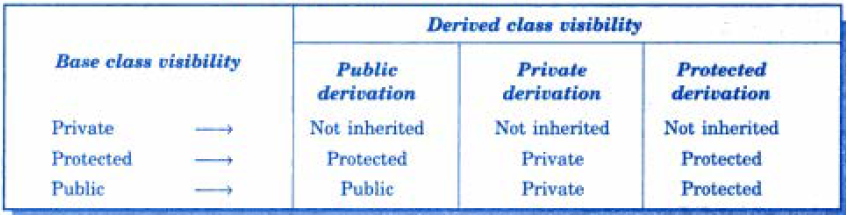 Derived class visibility
Base class visibility
Public Private Protected
derivation derivation derivation
Private ⟶ Not inherited Not inherited Not inherited
Protected ⟶ Protected Private Protected
Public ⟶ Public Private Protected